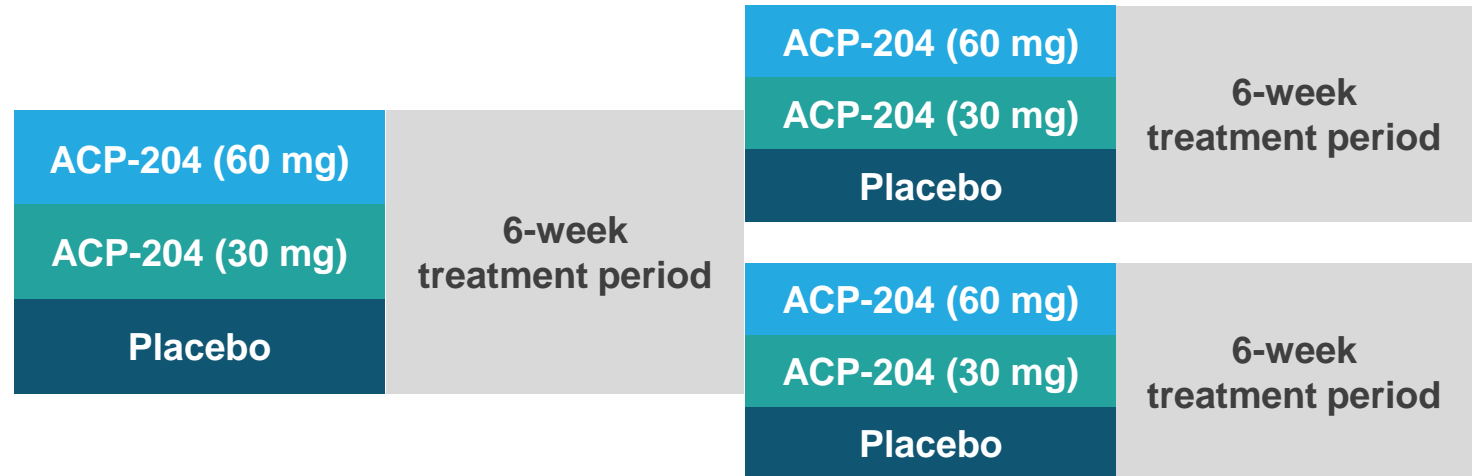 ACP-204 (60 mg)
ACP-204 (30 mg)
Placebo
6-week
treatment period
ACP-204 (60 mg)
ACP-204 (30 mg)
Placebo
6-week
treatment period
ACP-204 (60 mg)
ACP-204 (30 mg)
Placebo
6-week
treatment period